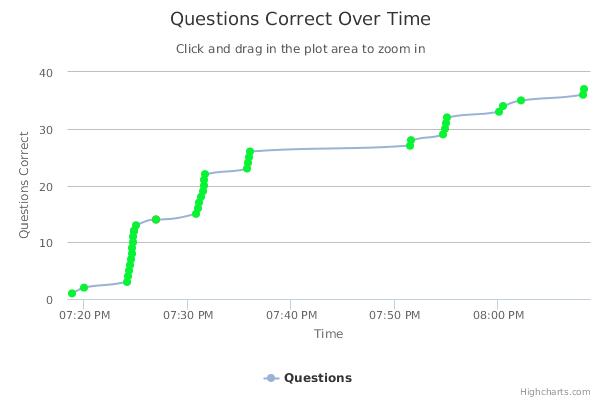 Questions Correct Over Time
Click and drag in the plot area to zoom in
Questions Correct
40
30
20
10
0
07:20 PM 07:30 PM 07:40 PM 07:50 PM 08:00 PM
Time
Questions
Highcharts.com